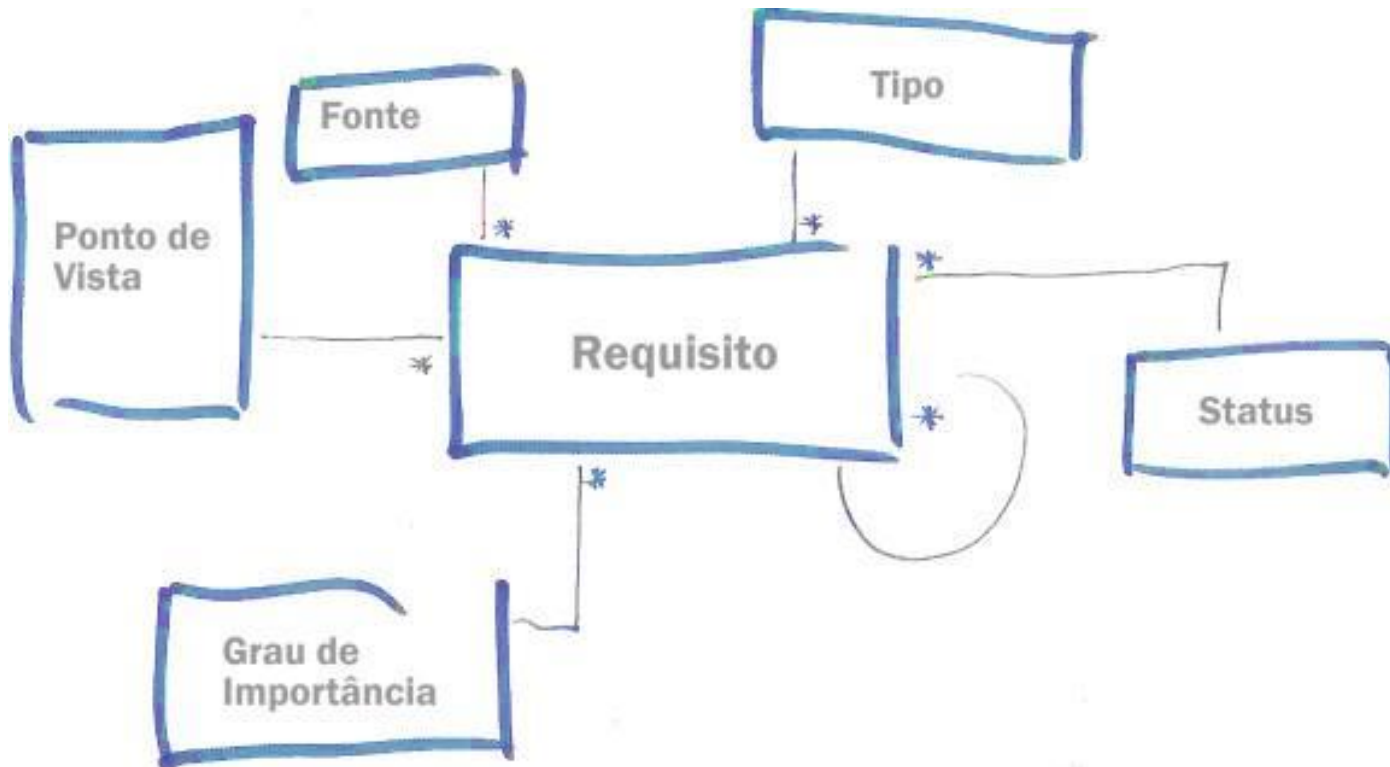 Tipo
Fonte
Ponto de
Vista
*
*
*
Requisito
*
*
Status
*
Grau de
Importância